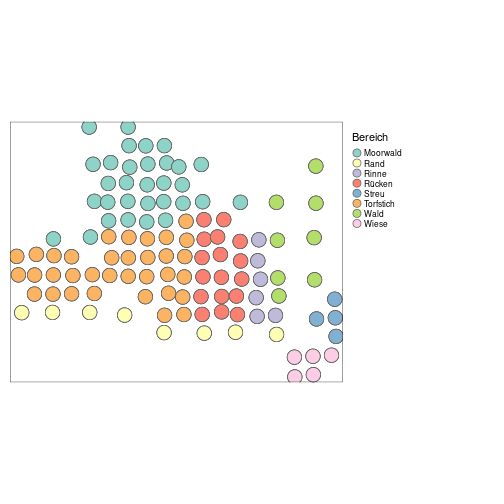 Bereich
Moorwald
Rand
Rinne
Rücken
Streu
Torfstich
Wald
Wiese